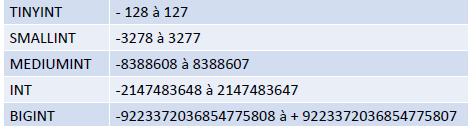 TINYINT - 128 à 127
SMALLINT -3278 à 3277
MEDIUMINT -8388608 à 8388607
INT -2147483648 à 2147483647
BIGINT -9223372036854775808 à + 9223372036854775807